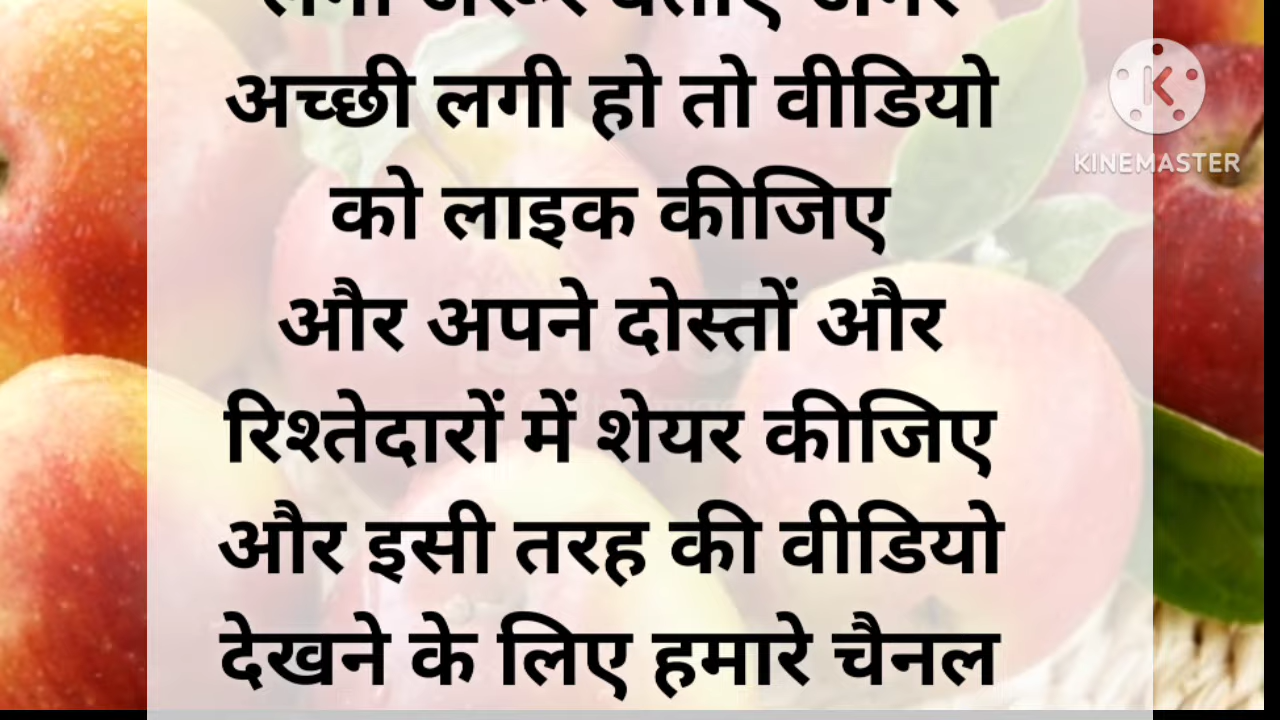 अच्छी लगी हो तो वीडियो
को लाइक कीजिए
और अपने दोस्तों और
रिश्तेदारों में शेयर कीजिए
और इसी तरह की वीडियो
देखने के लिए हमारे चैनल
KINEMASTER